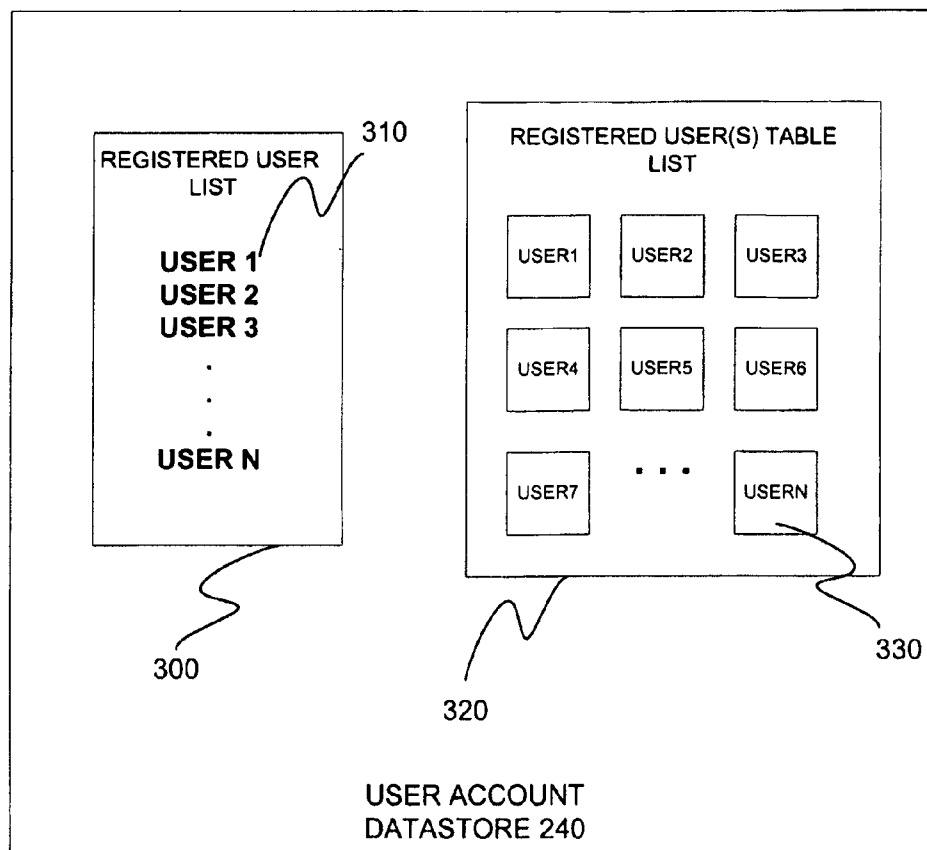 310
REGISTERED USER
LIST
USER 1
USER 2
USER 3
.
.
.
USER N
300
REGISTERED USER(S) TABLE
LIST
USER1 USER2 USER3
USER4 USER5 USER6
USER7 ... USERN
320
330
USER ACCOUNT
DATASTORE 240